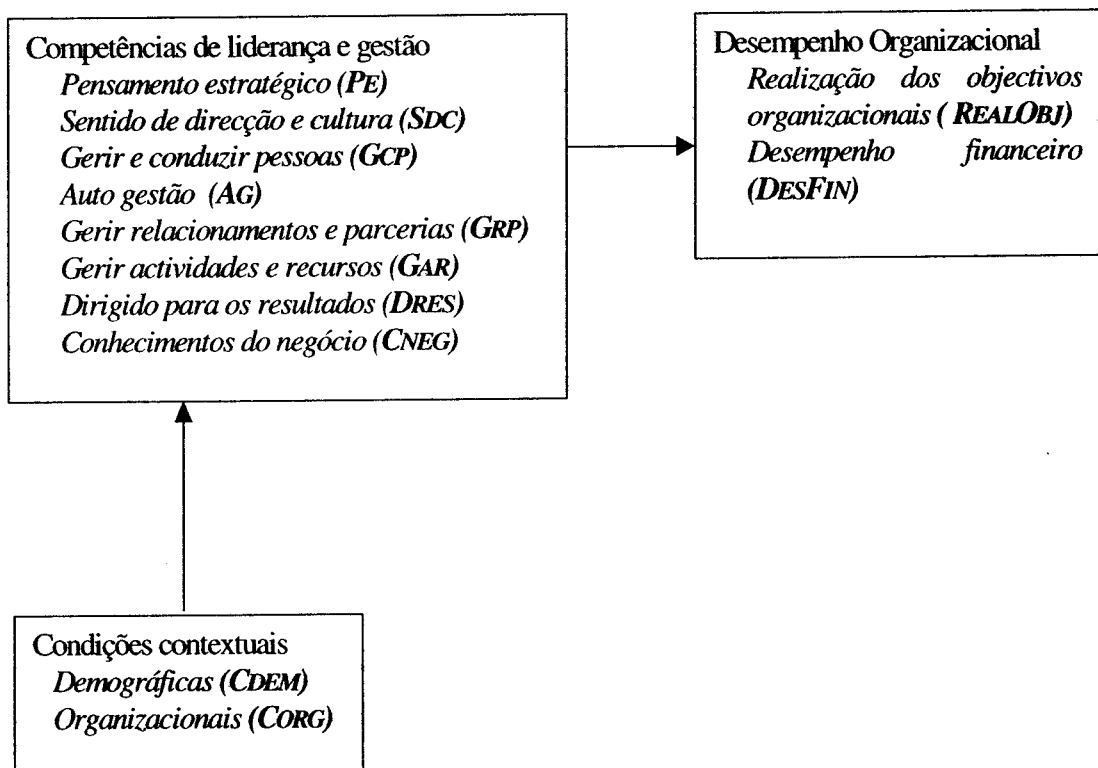 Competências de liderança e gestão
Pensamento estratégico (PE)
Sentido de direcção e cultura (SDC)
Gerir e conduzir pessoas (GCP)
Auto gestão (AG)
Gerir relacionamentos e parcerias (GRP)
Gerir actividades e recursos (GAR)
Dirigido para os resultados (DRES)
Conhecimentos do negócio (CNEG)
Desempenho Organizacional
Realização dos objectivos
organizacionais ( REALOBJ)
Desempenho financeiro
(DESFIN)
Condições contextuais
Demográficas (CDEM)
Organizacionais (CORG)